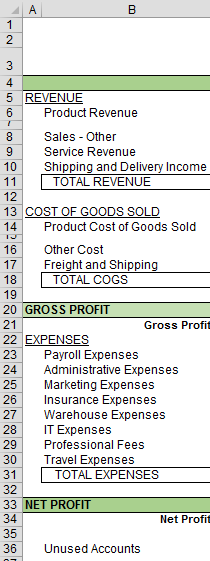 A B
1
2
3
4
5 REVENUE
6 Product Revenue
7
8 Sales - Other
9 Service Revenue
10 Shipping and Delivery Income
11 TOTAL REVENUE
12
13 COST OF GOODS SOLD
14 Product Cost of Goods Sold
15
16 Other Cost
17 Freight and Shipping
18 TOTAL COGS
19
20 GROSS PROFIT
21 Gross Profit
22 EXPENSES
23 Payroll Expenses
24 Administrative Expenses
25 Marketing Expenses
26 Insurance Expenses
27 Warehouse Expenses
28 IT Expenses
29 Professional Fees
30 Travel Expenses
31 TOTAL EXPENSES
32
33 NET PROFIT
34 Net Profit
35
36 Unused Accounts